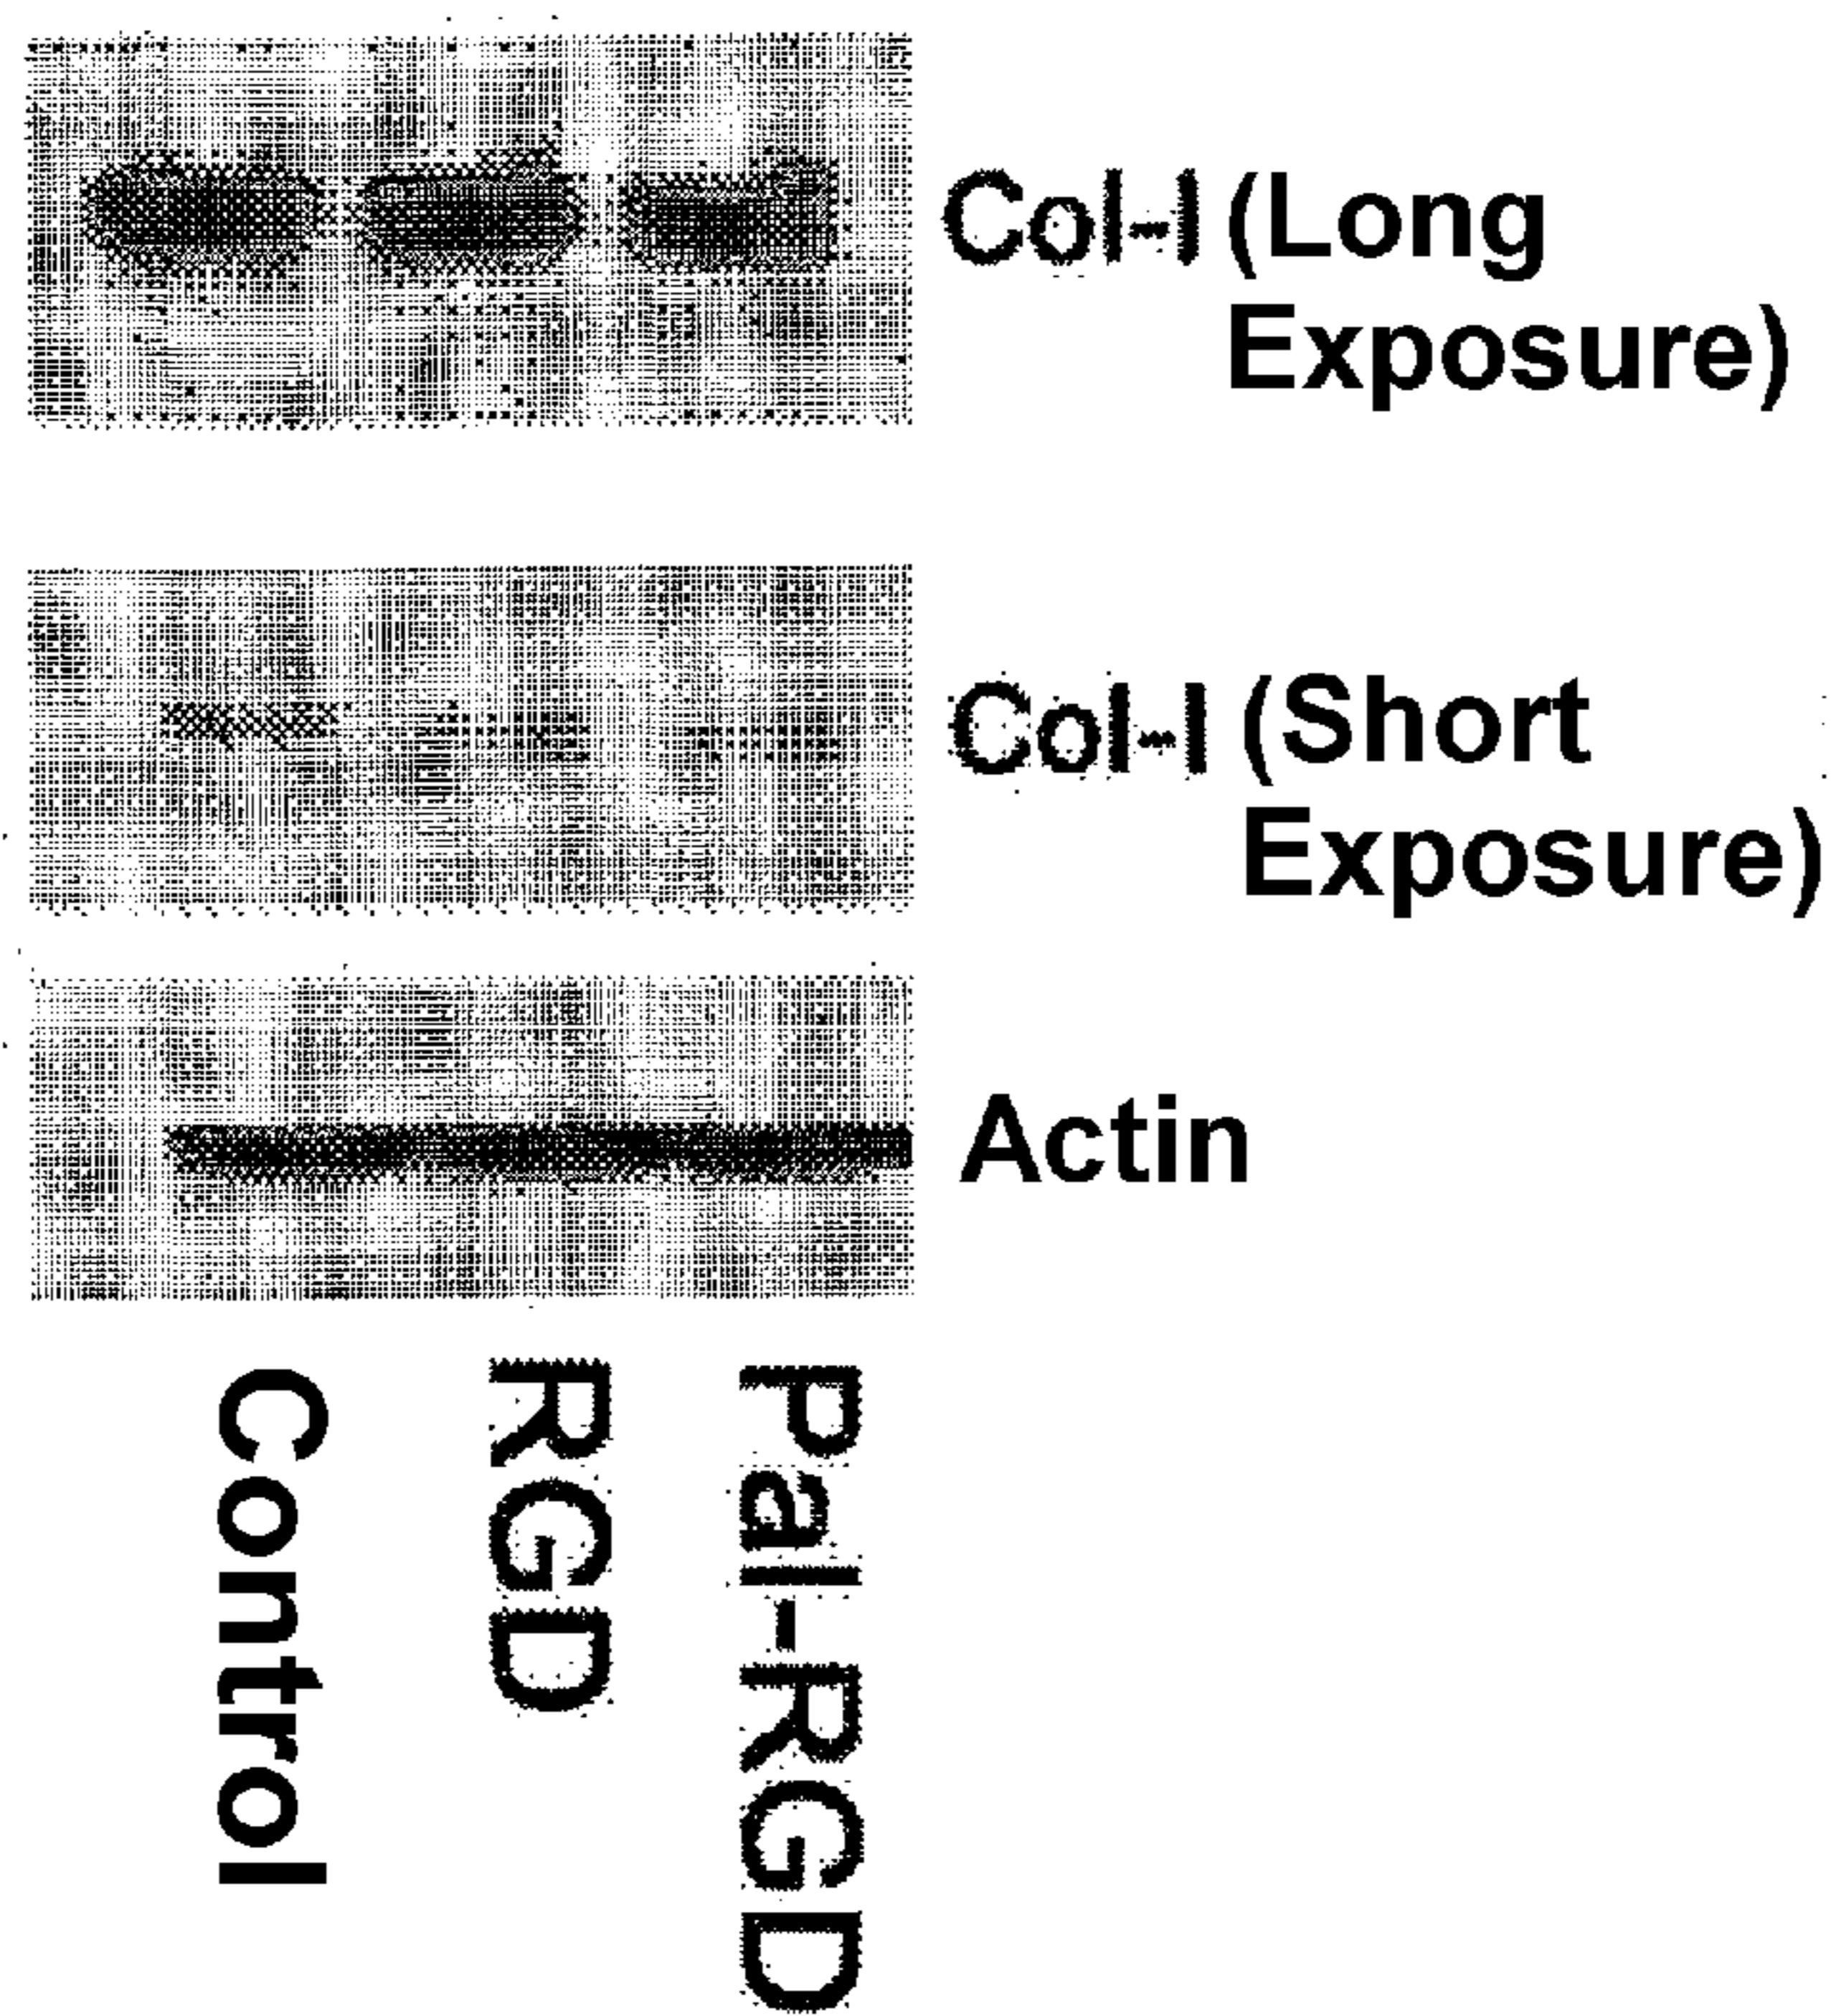 Col-I (Long
Exposure)
Col-I (Short
Exposure)
Actin
Control
RGD
Pal-RGD